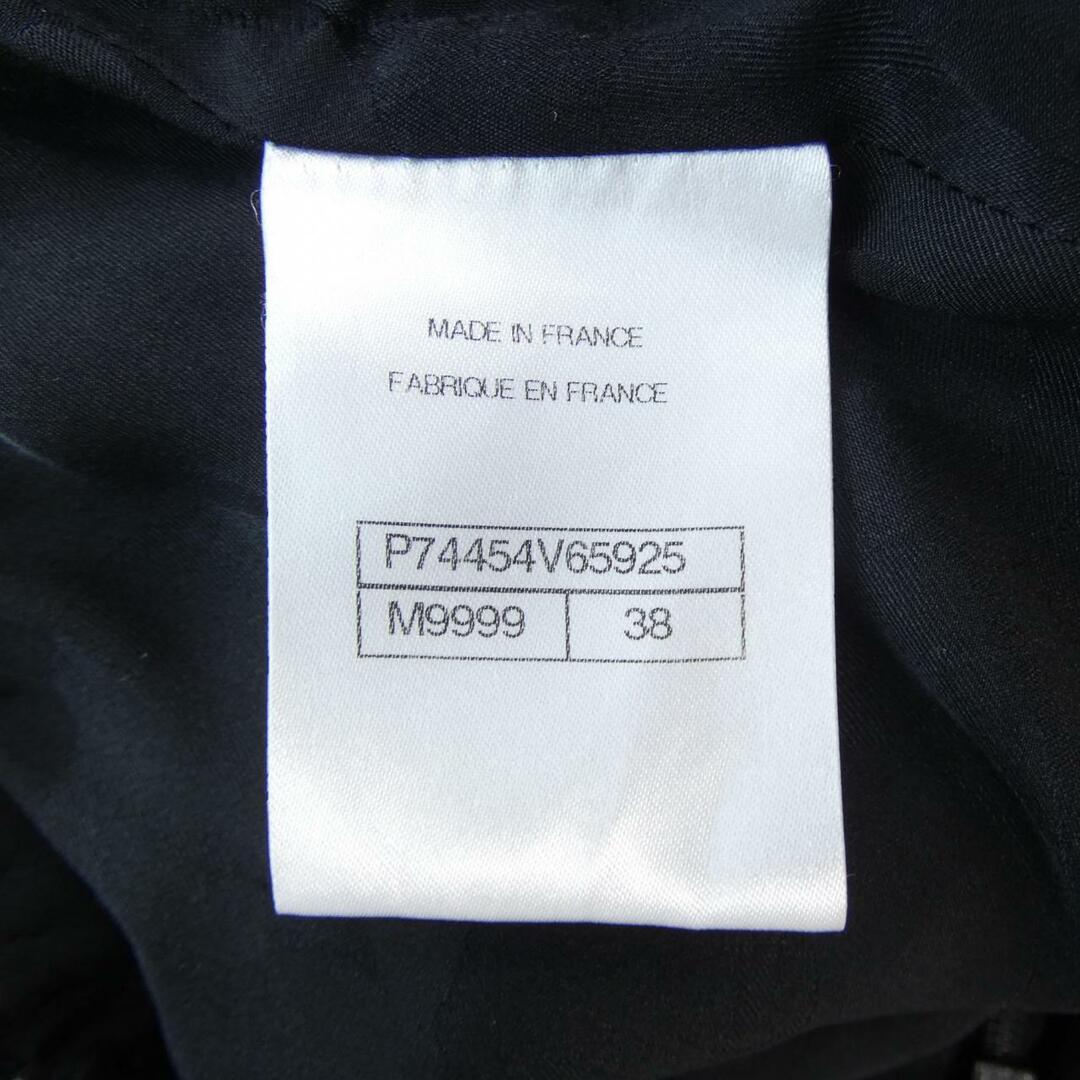 MADE IN FRANCE
FABRIQUE EN FRANCE
P74454V65925
M9999 38